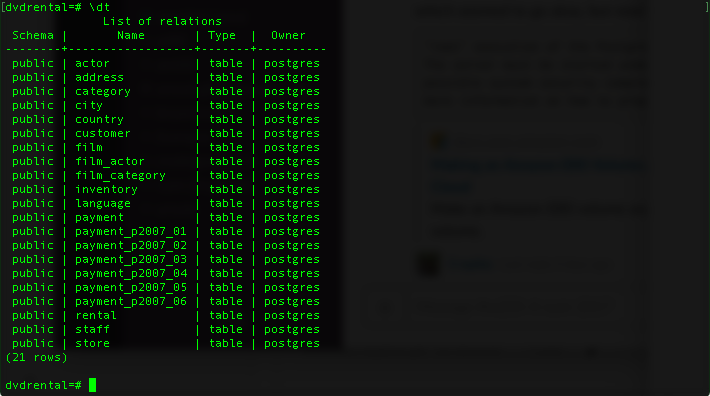 [dvdrental=# \dt ]
List of relations
Schema | Name | Type | Owner
--------+------------------+-------+----------
public | actor | table | postgres
public | address | table | postgres
public | category | table | postgres
public | city | table | postgres
public | country | table | postgres
public | customer | table | postgres
public | film | table | postgres
public | film_actor | table | postgres
public | film_category | table | postgres
public | inventory | table | postgres
public | language | table | postgres
public | payment | table | postgres
public | payment_p2007_01 | table | postgres
public | payment_p2007_02 | table | postgres
public | payment_p2007_03 | table | postgres
public | payment_p2007_04 | table | postgres
public | payment_p2007_05 | table | postgres
public | payment_p2007_06 | table | postgres
public | rental | table | postgres
public | staff | table | postgres
public | store | table | postgres
(21 rows)
dvdrental=#